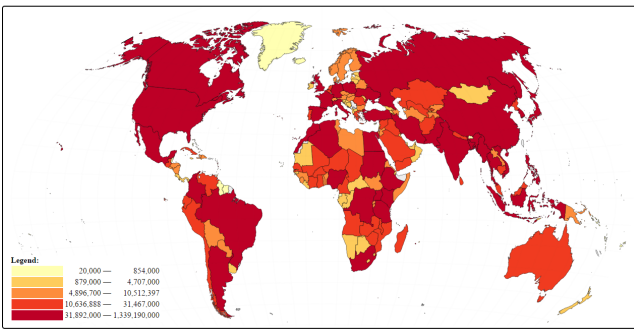 Legend:
20,000 — 854,000
879,000 — 4,707,000
4,896,700 — 10,512,397
10,636,888 — 31,467,000
31,892,000 — 1,339,190,000